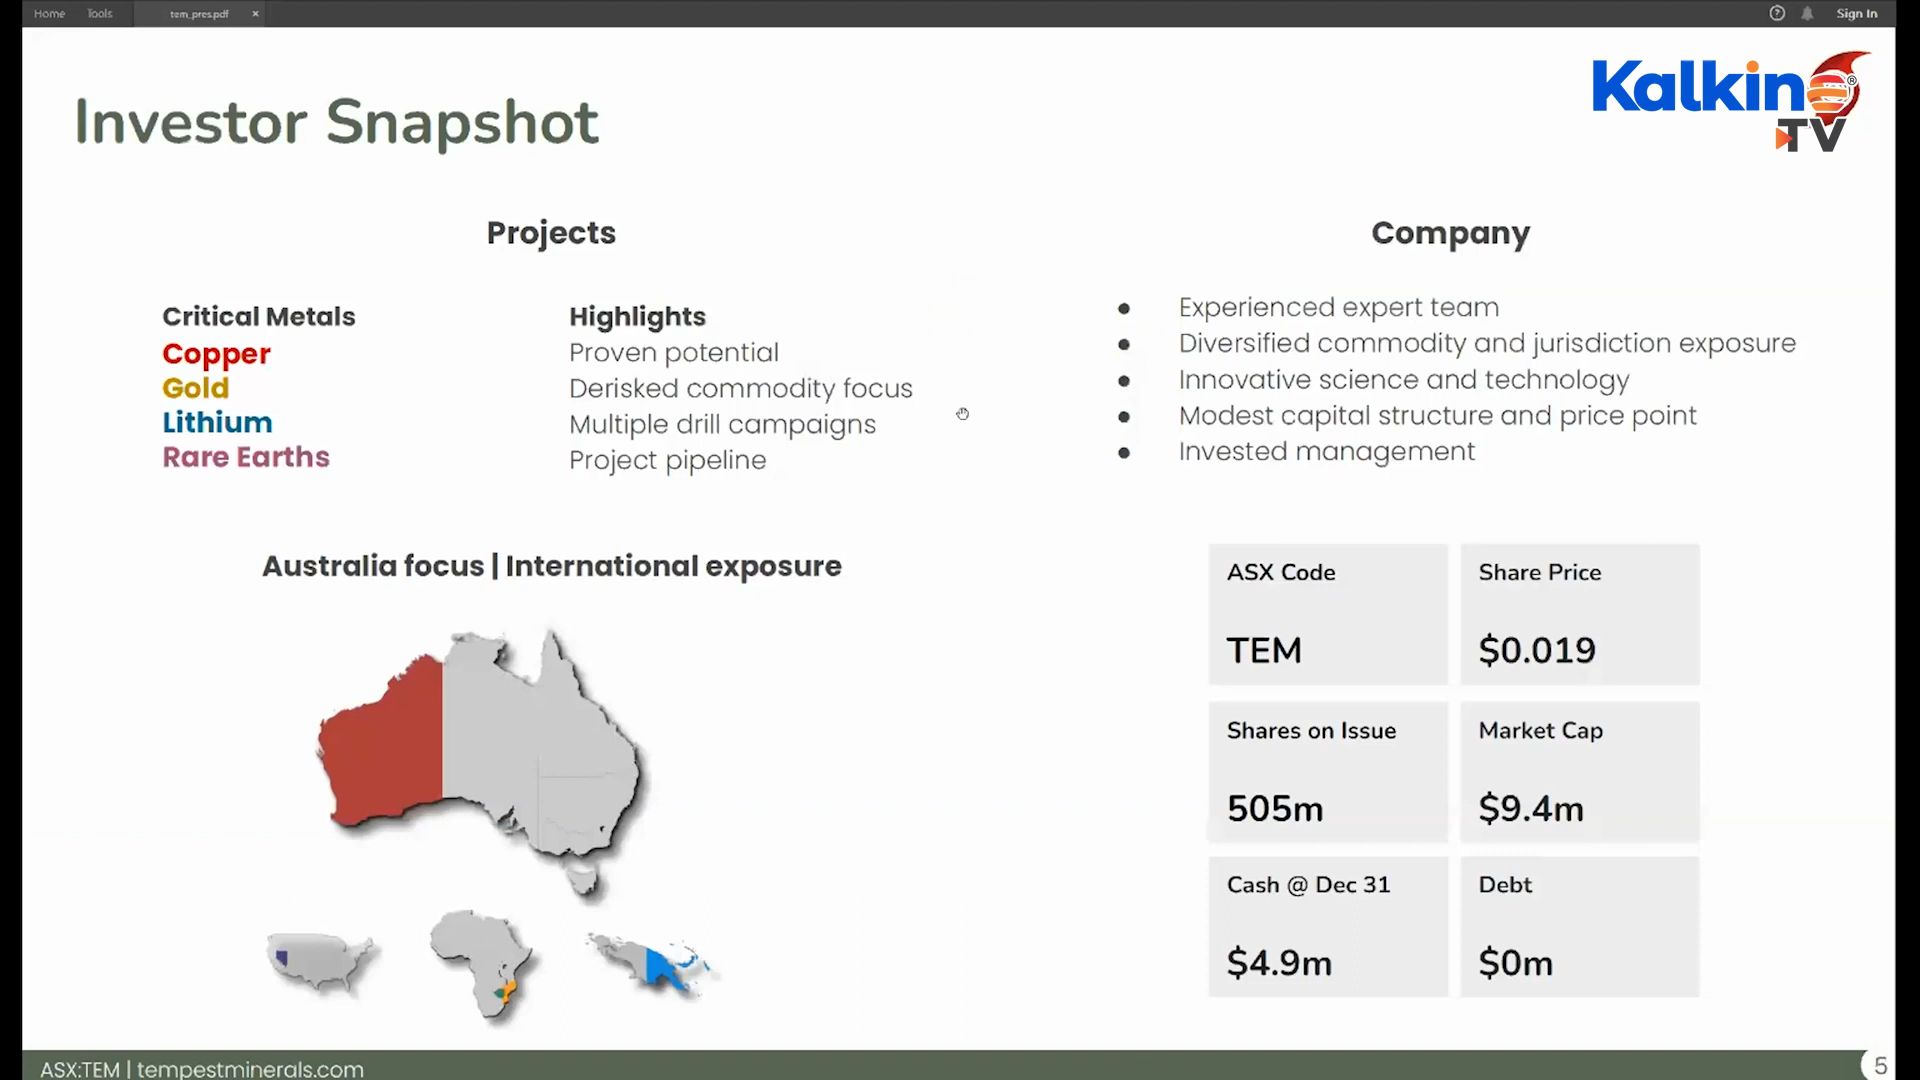 Home Tools tem_pres.pdf × ? Sign In
Kalkin ®
TV
Investor Snapshot
Projects
Critical Metals
Copper
Gold
Lithium
Rare Earths
Highlights
Proven potential
Derisked commodity focus
Multiple drill campaigns
Project pipeline
Australia focus | International exposure
Company
● Experienced expert team
● Diversified commodity and jurisdiction exposure
● Innovative science and technology
● Modest capital structure and price point
● Invested management
ASX Code
TEM
Share Price
$0.019
Shares on Issue
505m
Market Cap
$9.4m
Cash @ Dec 31
$4.9m
Debt
$0m
ASX:TEM | tempestminerals.com
5